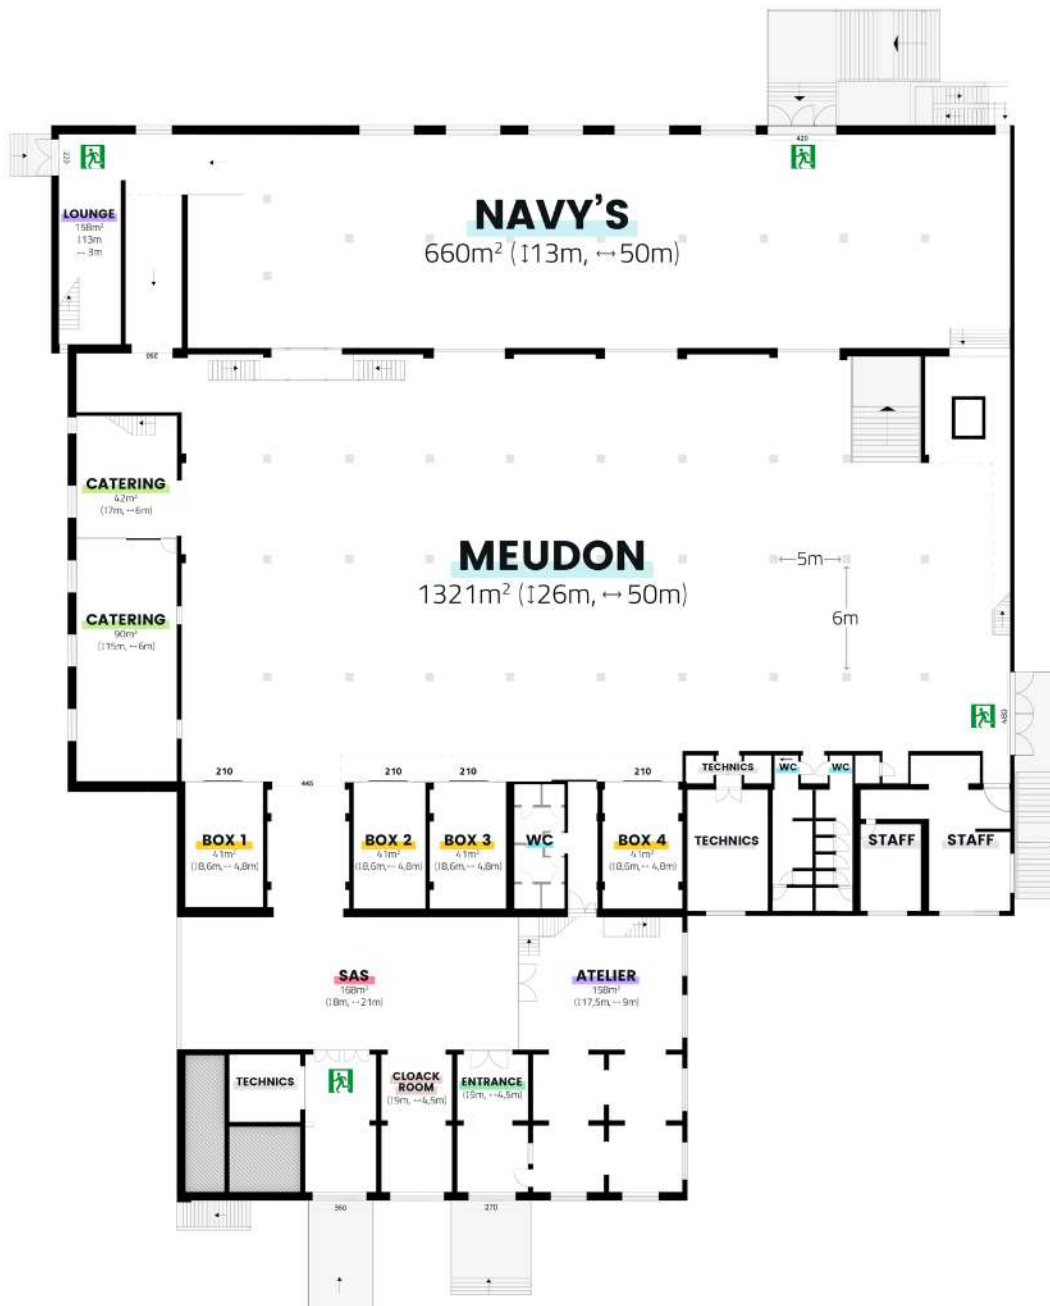 420
220
NAVY'S
660m² (↕13m, ↔50m)
LOUNGE
158m²
↕13m
↔ 3m
250
CATERING
42m²
(↕7m, ↔6m)
MEUDON
1321m² (↕26m, ↔50m)
5m
6m
CATERING
90m²
(↕15m, ↔6m)
480
210
445
210
210
210
TECHNICS
WC
WC
BOX 1
41m²
(↕8,6m, ↔4,8m)
BOX 2
41m²
(↕8,6m, ↔4,8m)
BOX 3
41m²
(↕8,6m, ↔4,8m)
WC
BOX 4
41m²
(↕8,6m, ↔4,8m)
TECHNICS
STAFF
STAFF
SAS
168m²
(↕8m, ↔21m)
ATELIER
158m²
(↕17,5m, ↔9m)
TECHNICS
CLOACK
ROOM
(↕9m, ↔4,5m)
ENTRANCE
(↕9m, ↔4,5m)
360
270